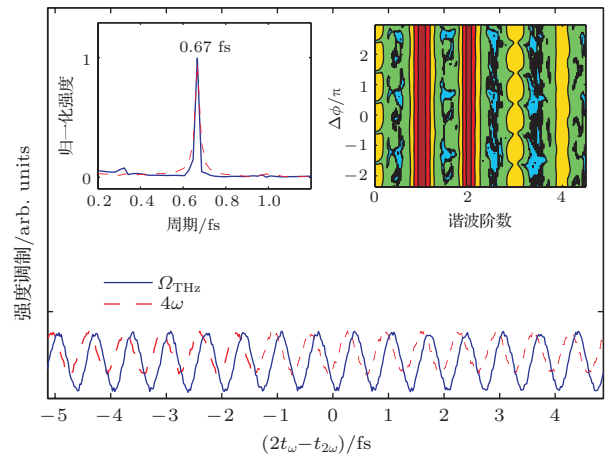 强度调制/arb. units
归一化强度
1
0
0.67 fs
0.2 0.4 0.6 0.8 1.0
周期/fs
Δϕ/π
3
2
1
0
−1
−2
0 1 2 3 4
谐波阶数
Ω_THz
4ω
−5 −4 −3 −2 −1 0 1 2 3 4
(2t_ω−t_2ω)/fs